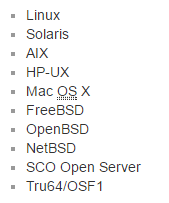 Linux
Solaris
AIX
HP-UX
Mac OS X
FreeBSD
OpenBSD
NetBSD
SCO Open Server
Tru64/OSF1